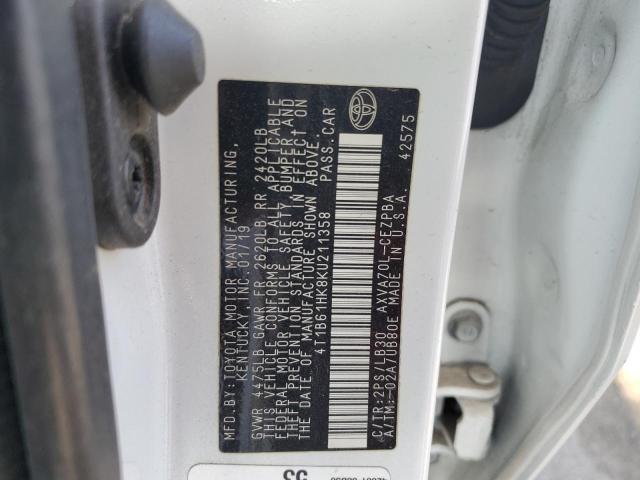 MFD.BY:TOYOTA MOTOR MANUFACTURING,
KENTUCKY, INC. 01/19
GVWR 4475LB GAWR FR 2620LB RR 2420LB
THIS VEHICLE CONFORMS TO ALL APPLICABLE
FEDERAL MOTOR VEHICLE SAFETY BUMPER, AND
THEFT PREVENTION STANDARDS IN EFFECT ON
THE DATE OF MANUFACTURE SHOWN ABOVE.
4T1B61HK8KU211358 PASS.CAR
C/TR:2PS/LB30 AXVA70L-CEZPBA
A/TM:-02A/UB80E MADE IN U.S.A. 42575
53